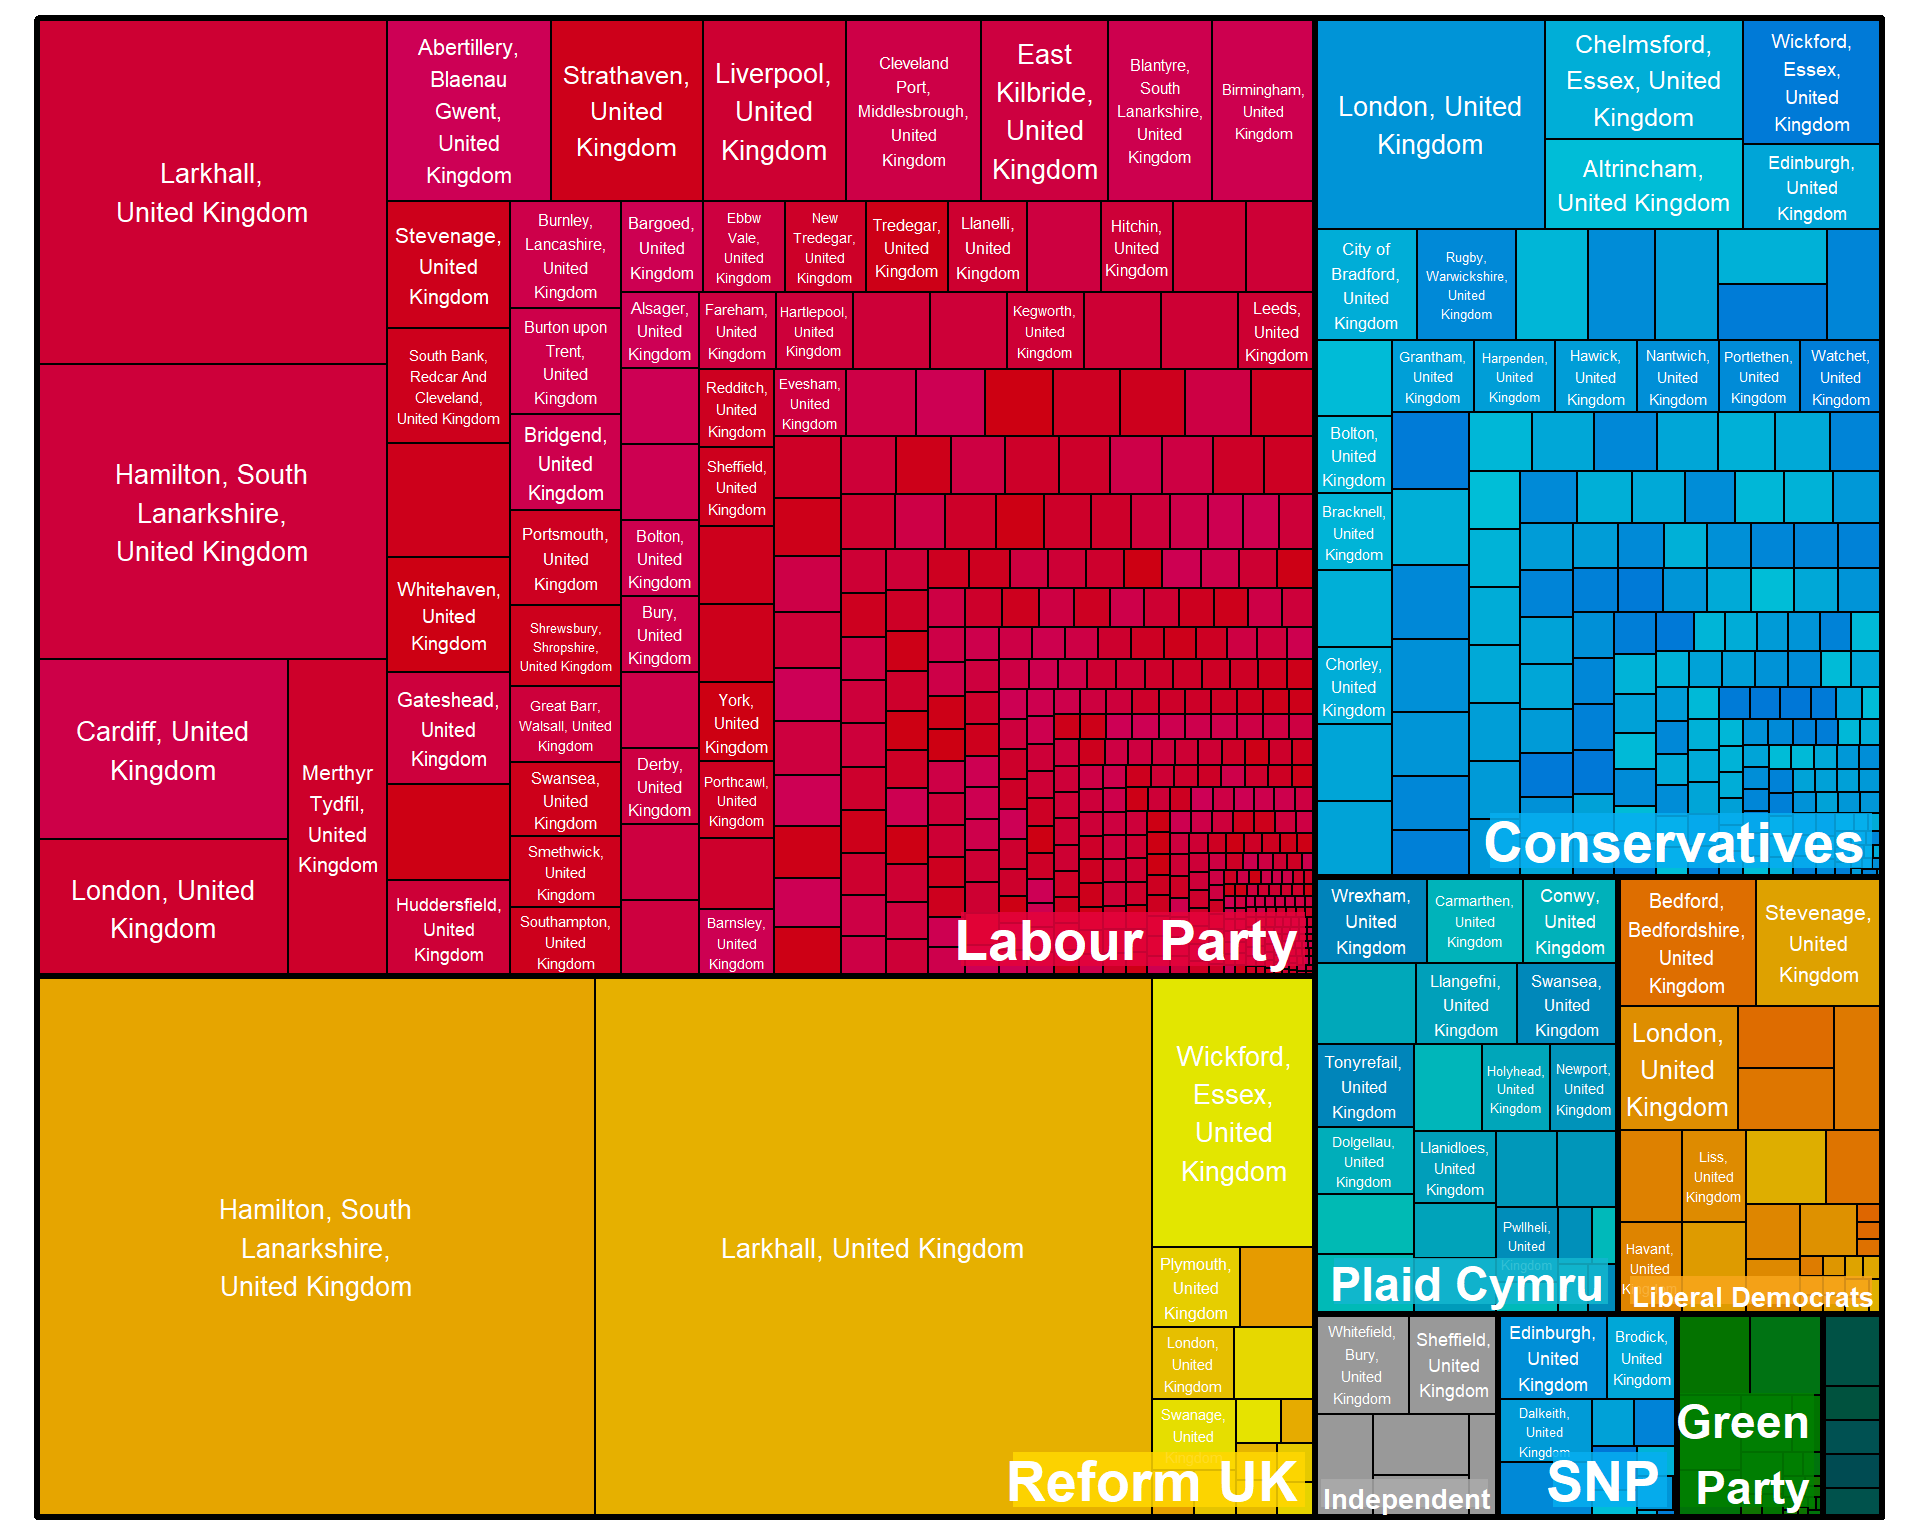 Larkhall,
United Kingdom
Hamilton, South
Lanarkshire,
United Kingdom
Cardiff, United
Kingdom
London, United
Kingdom
Merthyr
Tydfil,
United
Kingdom
Abertillery,
Blaenau
Gwent,
United
Kingdom
Strathaven,
United
Kingdom
Liverpool,
United
Kingdom
Cleveland
Port,
Middlesbrough,
United
Kingdom
East
Kilbride,
United
Kingdom
Blantyre,
South
Lanarkshire,
United
Kingdom
Birmingham,
United
Kingdom
Stevenage,
United
Kingdom
South Bank,
Redcar And
Cleveland,
United Kingdom
Whitehaven,
United
Kingdom
Gateshead,
United
Kingdom
Huddersfield,
United
Kingdom
Burnley,
Lancashire,
United
Kingdom
Burton upon
Trent,
United
Kingdom
Bridgend,
United
Kingdom
Portsmouth,
United
Kingdom
Shrewsbury,
Shropshire,
United Kingdom
Great Barr,
Walsall, United
Kingdom
Swansea,
United
Kingdom
Smethwick,
United
Kingdom
Southampton,
United
Kingdom
Bargoed,
United
Kingdom
Alsager,
United
Kingdom
Bolton,
United
Kingdom
Bury,
United
Kingdom
Derby,
United
Kingdom
Ebbw
Vale,
United
Kingdom
New
Tredegar,
United
Kingdom
Tredegar,
United
Kingdom
Llanelli,
United
Kingdom
Hitchin,
United
Kingdom
Fareham,
United
Kingdom
Hartlepool,
United
Kingdom
Kegworth,
United
Kingdom
Leeds,
United
Kingdom
Redditch,
United
Kingdom
Evesham,
United
Kingdom
Sheffield,
United
Kingdom
York,
United
Kingdom
Porthcawl,
United
Kingdom
Barnsley,
United
Kingdom
Labour Party
London, United
Kingdom
Chelmsford,
Essex, United
Kingdom
Altrincham,
United Kingdom
Wickford,
Essex,
United
Kingdom
Edinburgh,
United
Kingdom
City of
Bradford,
United
Kingdom
Rugby,
Warwickshire,
United
Kingdom
Grantham,
United
Kingdom
Harpenden,
United
Kingdom
Hawick,
United
Kingdom
Nantwich,
United
Kingdom
Portlethen,
United
Kingdom
Watchet,
United
Kingdom
Bolton,
United
Kingdom
Bracknell,
United
Kingdom
Chorley,
United
Kingdom
Conservatives
Hamilton, South
Lanarkshire,
United Kingdom
Larkhall, United Kingdom
Wickford,
Essex,
United
Kingdom
Plymouth,
United
Kingdom
London,
United
Kingdom
Swanage,
United
Kingdom
Reform UK
Wrexham,
United
Kingdom
Carmarthen,
United
Kingdom
Conwy,
United
Kingdom
Llangefni,
United
Kingdom
Swansea,
United
Kingdom
Tonyrefail,
United
Kingdom
Holyhead,
United
Kingdom
Newport,
United
Kingdom
Dolgellau,
United
Kingdom
Llanidloes,
United
Kingdom
Pwllheli,
United
Kingdom
Plaid Cymru
Bedford,
Bedfordshire,
United
Kingdom
Stevenage,
United
Kingdom
London,
United
Kingdom
Liss,
United
Kingdom
Havant,
United
Liberal Democrats
Whitefield,
Bury,
United
Kingdom
Sheffield,
United
Kingdom
Independent
Edinburgh,
United
Kingdom
Brodick,
United
Kingdom
Dalkeith,
United
Kingdom
SNP
Green
Party